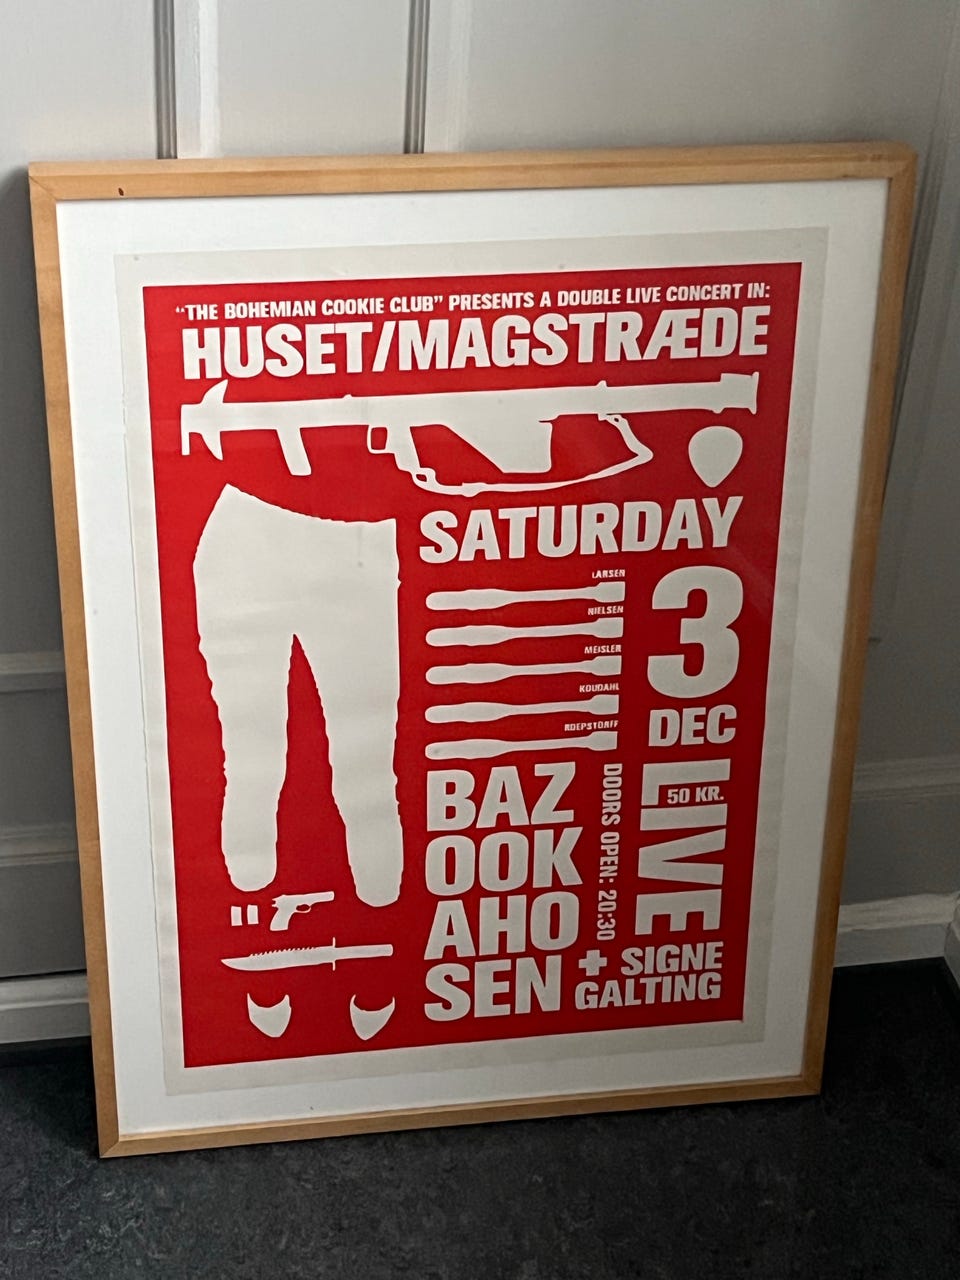 "THE BOHEMIAN COOKIE CLUB" PRESENTS A DOUBLE LIVE CONCERT IN:
HUSET/MAGSTRÆDE
SATURDAY
3
DEC
LARSEN
NIELSEN
MEISLER
KOUDAHL
ROEPSTORFF
BAZ
OOK
AHO
SEN
DOORS OPEN: 20:30
LIVE
50 KR.
+ SIGNE
GALTING